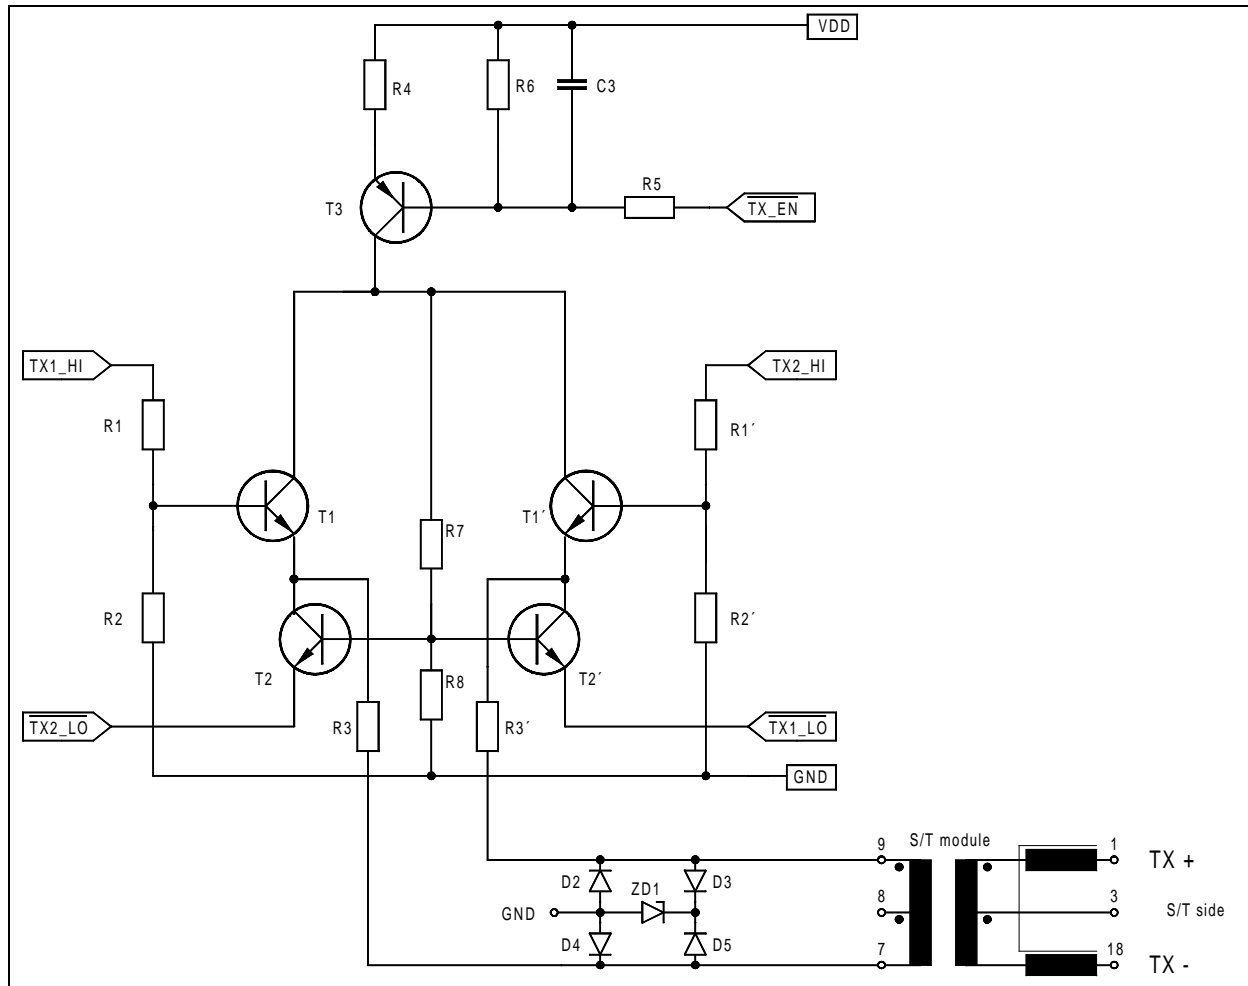 VDD
R4
R6
C3
R5
T3
TX_EN
TX1_HI
TX2_HI
R1
R1´
T1
T1´
R7
R2
R2´
T2
R8
T2´
TX2_LO
R3
R3´
TX1_LO
GND
S/T module
9
1
TX +
D2
ZD1
D3
8
3
GND
S/T side
D4
D5
7
18
TX -